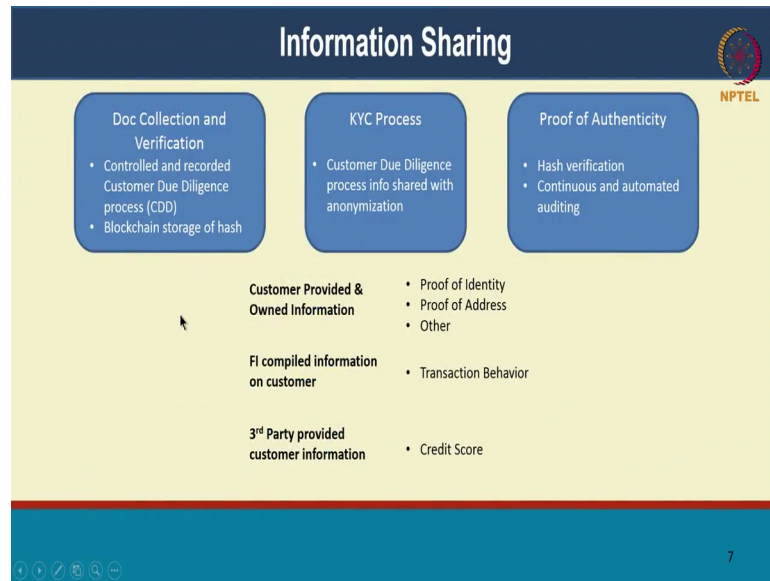 Information Sharing
NPTEL
Doc Collection and
Verification
• Controlled and recorded
Customer Due Diligence
process (CDD)
• Blockchain storage of hash
KYC Process
• Customer Due Diligence
process info shared with
anonymization
Proof of Authenticity
• Hash verification
• Continuous and automated
auditing
Customer Provided &
Owned Information
• Proof of Identity
• Proof of Address
• Other
FI compiled information
on customer
• Transaction Behavior
3rd Party provided
customer information
• Credit Score
7